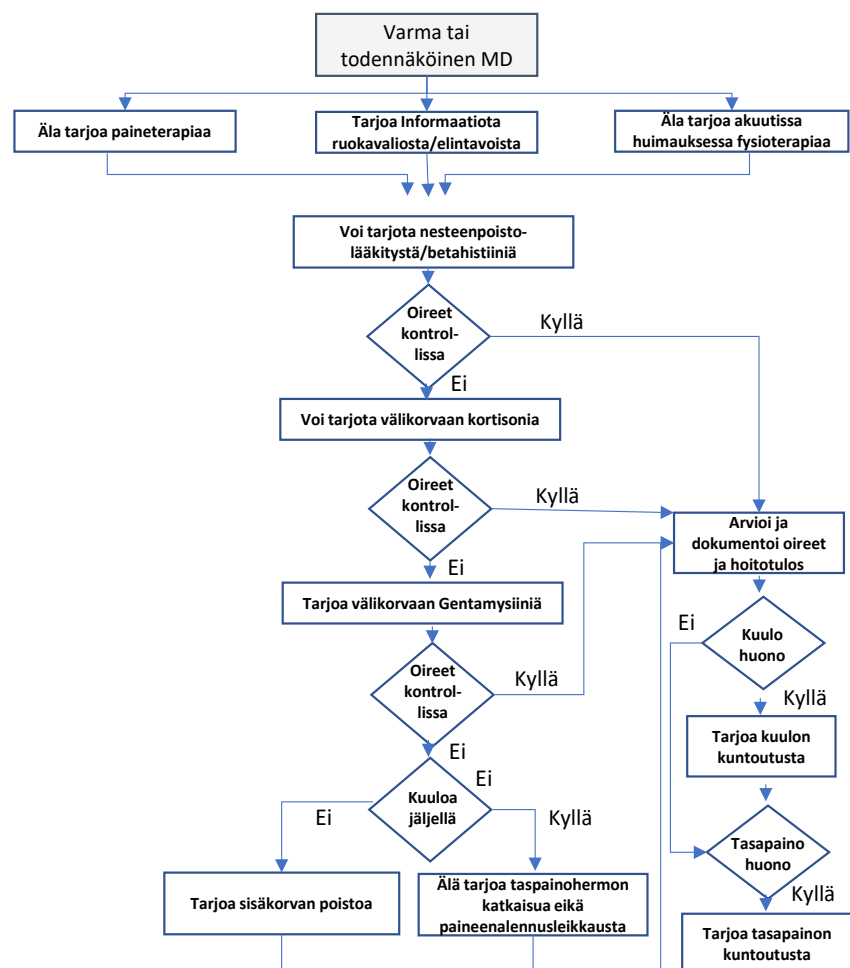 Varma tai
todennäköinen MD
Äla tarjoa paineterapiaa
Tarjoa Informaatiota
ruokavaliosta/elintavoista
Äla tarjoa akuutissa
huimauksessa fysioterapiaa
Voi tarjota nesteenpoisto-
lääkitystä/betahistiiniä
Oireet
kontrol-
lissa
Kyllä
Ei
Voi tarjota välikorvaan kortisonia
Oireet
kontrol-
lissa
Kyllä
Arvioi ja
dokumentoi oireet
ja hoitotulos
Ei
Tarjoa välikorvaan Gentamysiiniä
Ei
Kuulo
huono
Oireet
kontrol-
lissa
Kyllä
Kyllä
Tarjoa kuulon
kuntoutusta
Ei
Ei
Kuuloa
jäljellä
Ei
Kyllä
Tasapaino
huono
Kyllä
Tarjoa sisäkorvan poistoa
Älä tarjoa taspainohermon
katkaisua eikä
paineenalennusleikkausta
Tarjoa tasapainon
kuntoutusta